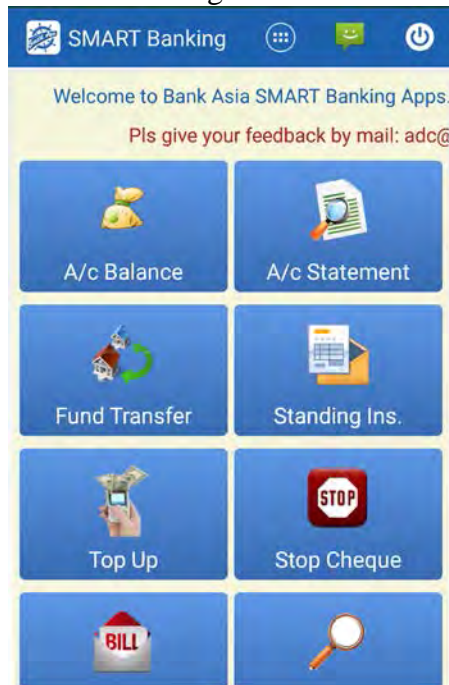 SMART Banking
Welcome to Bank Asia SMART Banking Apps.
Pls give your feedback by mail: adc@
A/c Balance
A/c Statement
Fund Transfer
Standing Ins.
STOP
Top Up
Stop Cheque
BILL